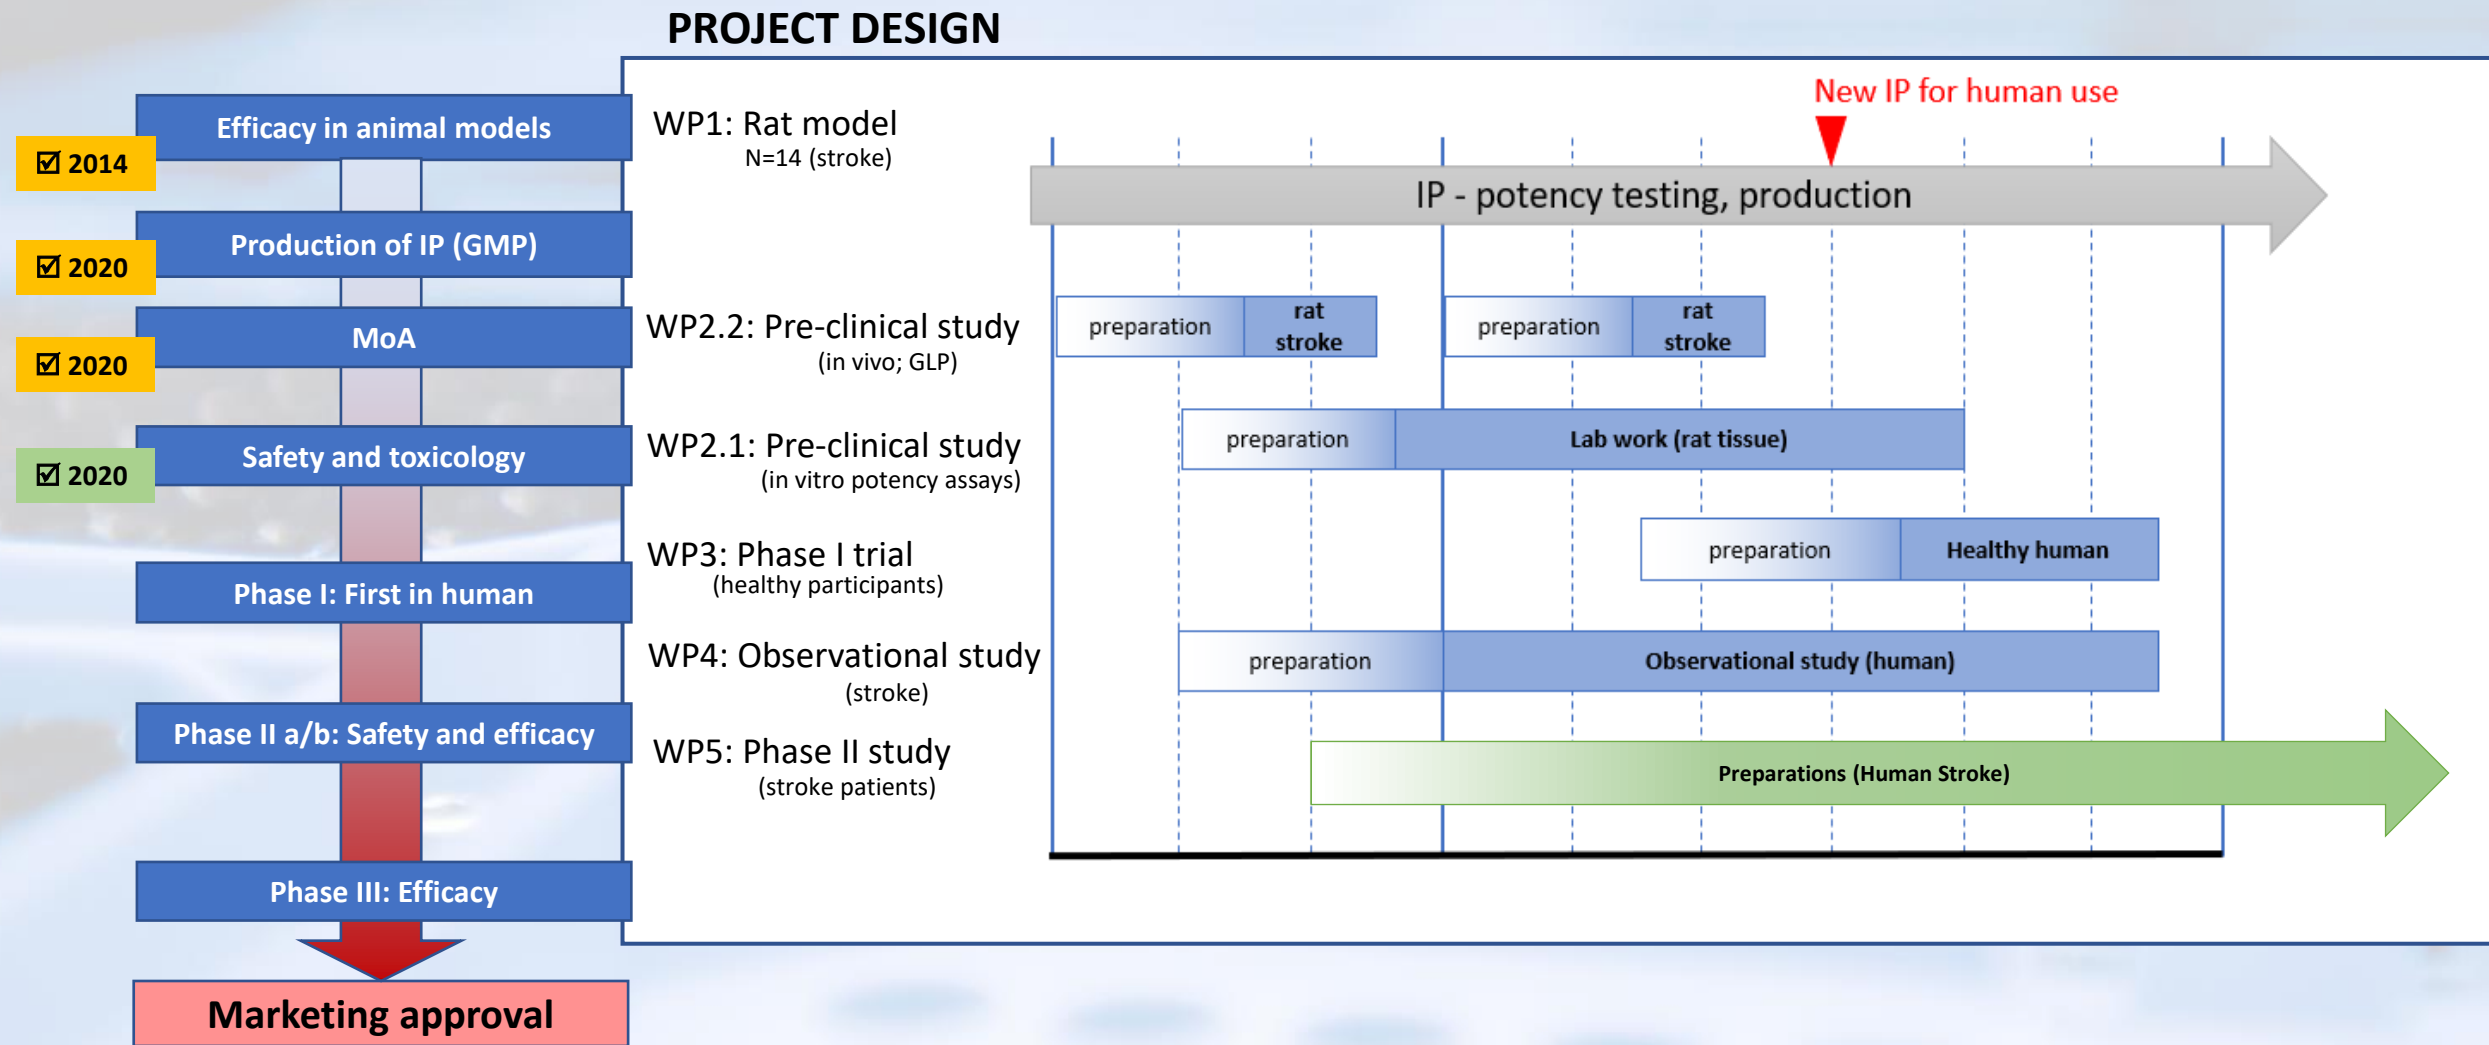 PROJECT DESIGN
Efficacy in animal models
☑ 2014
Production of IP (GMP)
☑ 2020
MoA
☑ 2020
Safety and toxicology
☑ 2020
Phase I: First in human
Phase II a/b: Safety and efficacy
Phase III: Efficacy
Marketing approval
WP1: Rat model
N=14 (stroke)
New IP for human use
IP - potency testing, production
WP2.2: Pre-clinical study
(in vivo; GLP)
preparation
rat
stroke
preparation
rat
stroke
WP2.1: Pre-clinical study
(in vitro potency assays)
preparation
Lab work (rat tissue)
WP3: Phase I trial
(healthy participants)
preparation
Healthy human
WP4: Observational study
(stroke)
preparation
Observational study (human)
WP5: Phase II study
(stroke patients)
Preparations (Human Stroke)